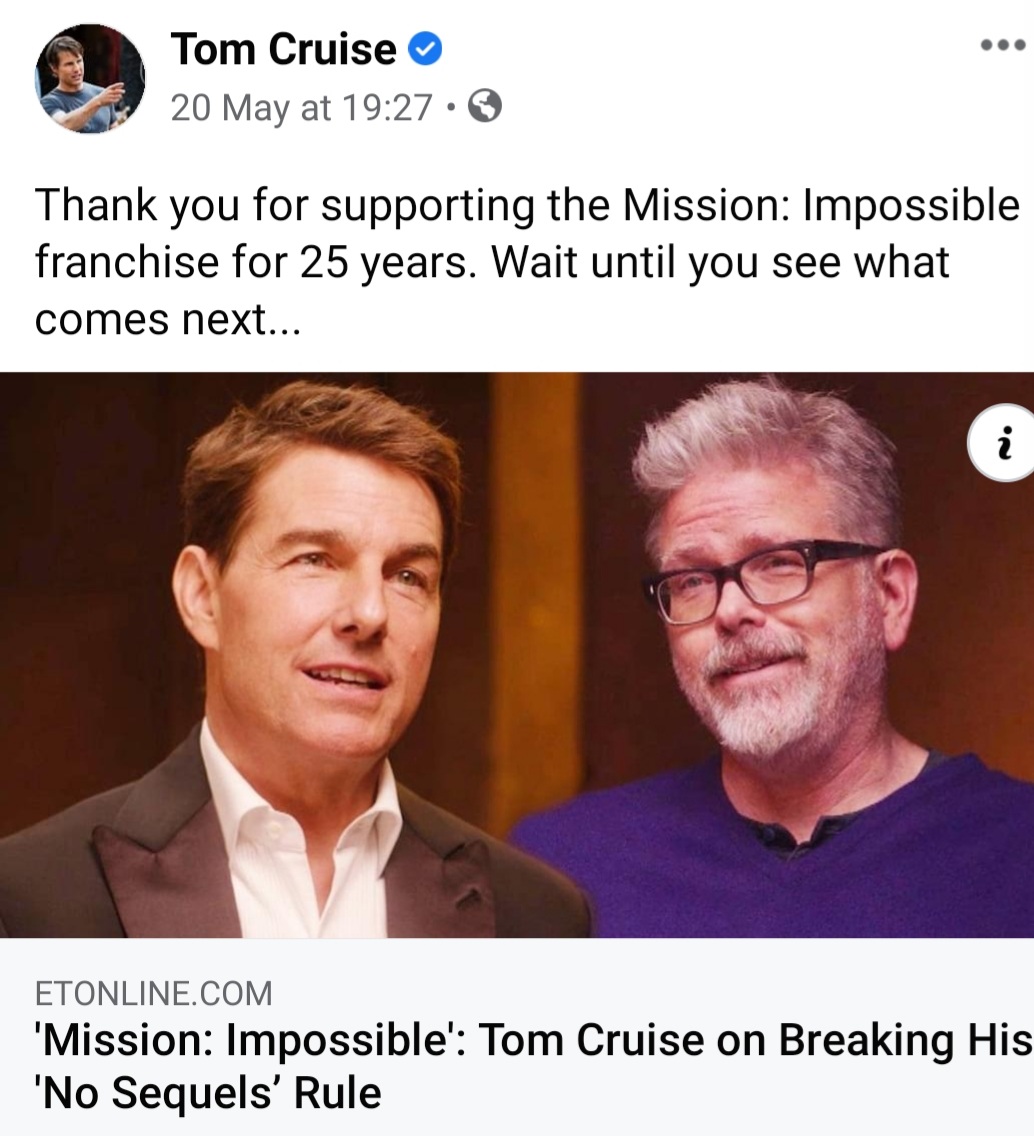 Tom Cruise
20 May at 19:27 •
Thank you for supporting the Mission: Impossible
franchise for 25 years. Wait until you see what
comes next...
i
ETONLINE.COM
'Mission: Impossible': Tom Cruise on Breaking His
'No Sequels’ Rule